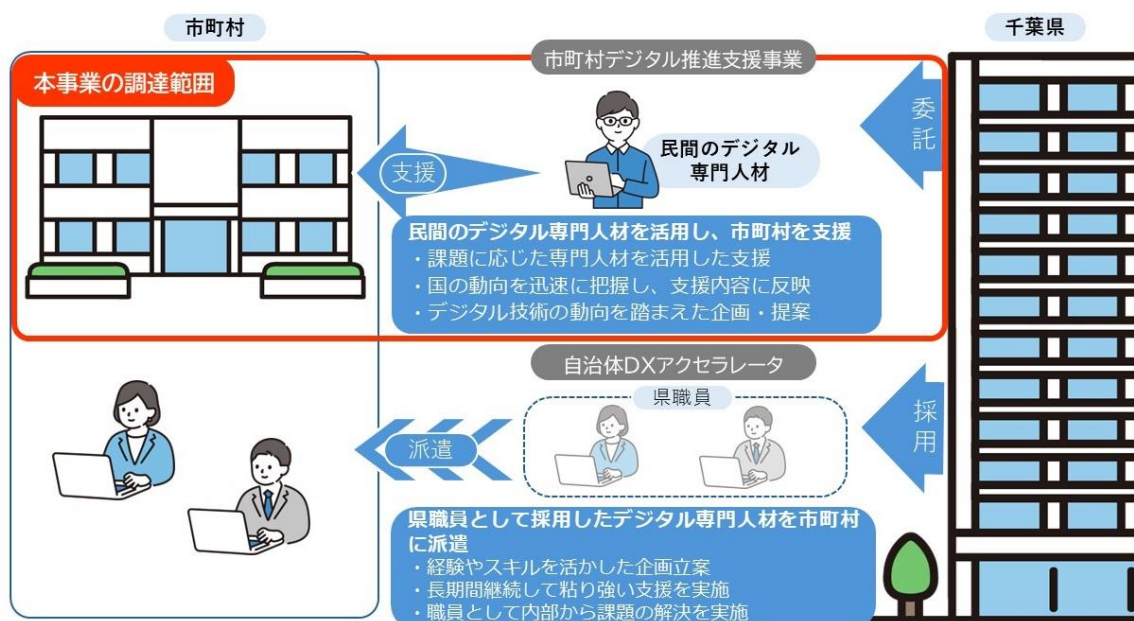 市町村
千葉県
本事業の調達範囲
市町村デジタル推進支援事業
委託
支援
民間のデジタル
専門人材
民間のデジタル専門人材を活用し、市町村を支援
・課題に応じた専門人材を活用した支援
・国の動向を迅速に把握し、支援内容に反映
・デジタル技術の動向を踏まえた企画・提案
自治体DXアクセラレータ
県職員
採用
派遣
県職員として採用したデジタル専門人材を市町村
に派遣
・経験やスキルを活かした企画立案
・長期間継続して粘り強い支援を実施
・職員として内部から課題の解決を実施